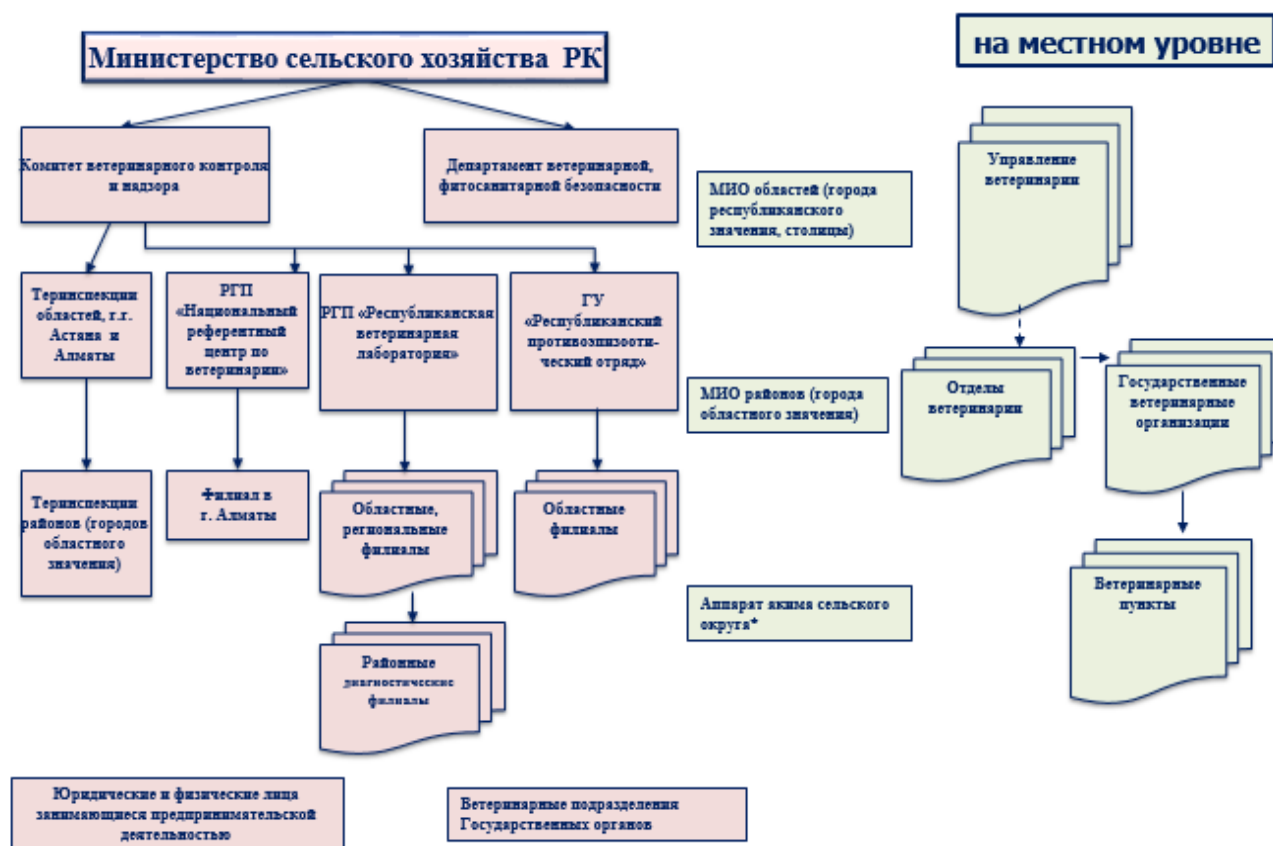 Министерство сельского хозяйства РК
на местном уровне
Комитет ветеринарного контроля
и надзора
Департамент ветеринарной,
фитосанитарной безопасности
МИО областей (города
республиканского
значения, столицы)
Управление
ветеринарии
Теринспекции
областей, г.г.
Астана и
Алматы
РГП
«Национальный
референтный
центр по
ветеринарии»
РГП «Республиканская
ветеринарная
лаборатория»
ГУ
«Республиканский
противоэпизооти-
ческий отряд»
МИО районов (города
областного значения)
Отделы
ветеринарии
Государственные
ветеринарные
организации
Теринспекции
районов (городов
областного
значения)
Филиал в
г. Алматы
Областные,
региональные
филиалы
Областные
филиалы
Аппарат акима сельского
округа*
Ветеринарные
пункты
Районные
диагностические
филиалы
Юридические и физические лица
занимающиеся предпринимательской
деятельностью
Ветеринарные подразделения
Государственных органов